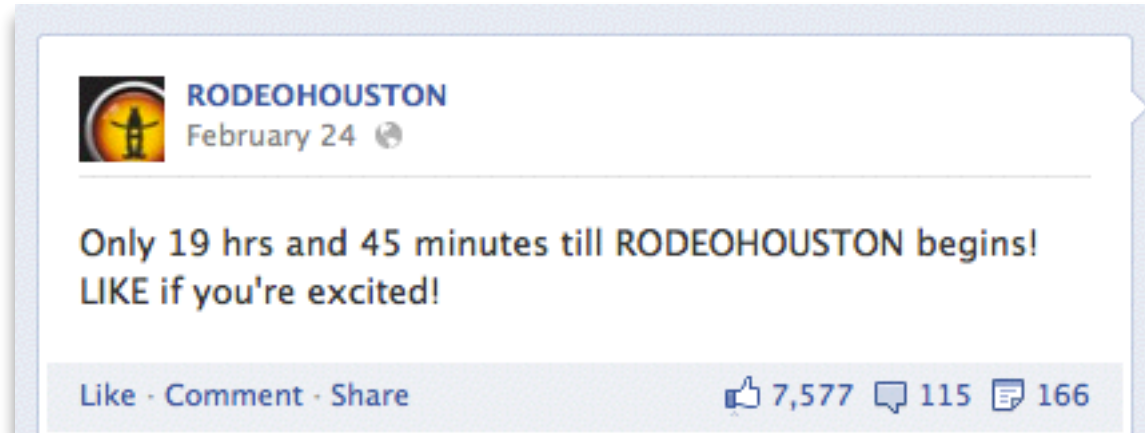 RODEOHOUSTON
February 24
Only 19 hrs and 45 minutes till RODEOHOUSTON begins!
LIKE if you're excited!
Like · Comment · Share 7,577 115 166